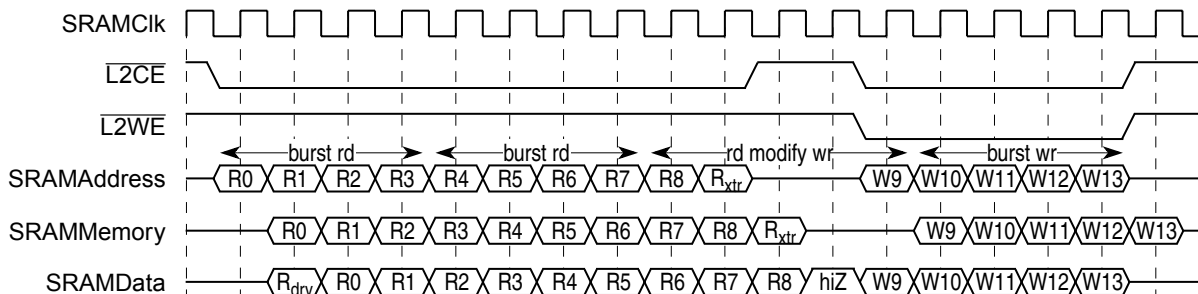 SRAMClk
L2CE
L2WE
burst rd burst rd rd modify wr burst wr
SRAMAddress R0 R1 R2 R3 R4 R5 R6 R7 R8 Rxtr W9 W10 W11 W12 W13
SRAMMemory R0 R1 R2 R3 R4 R5 R6 R7 R8 Rxtr W9 W10 W11 W12 W13
SRAMData Rdrv R0 R1 R2 R3 R4 R5 R6 R7 R8 hiZ W9 W10 W11 W12 W13